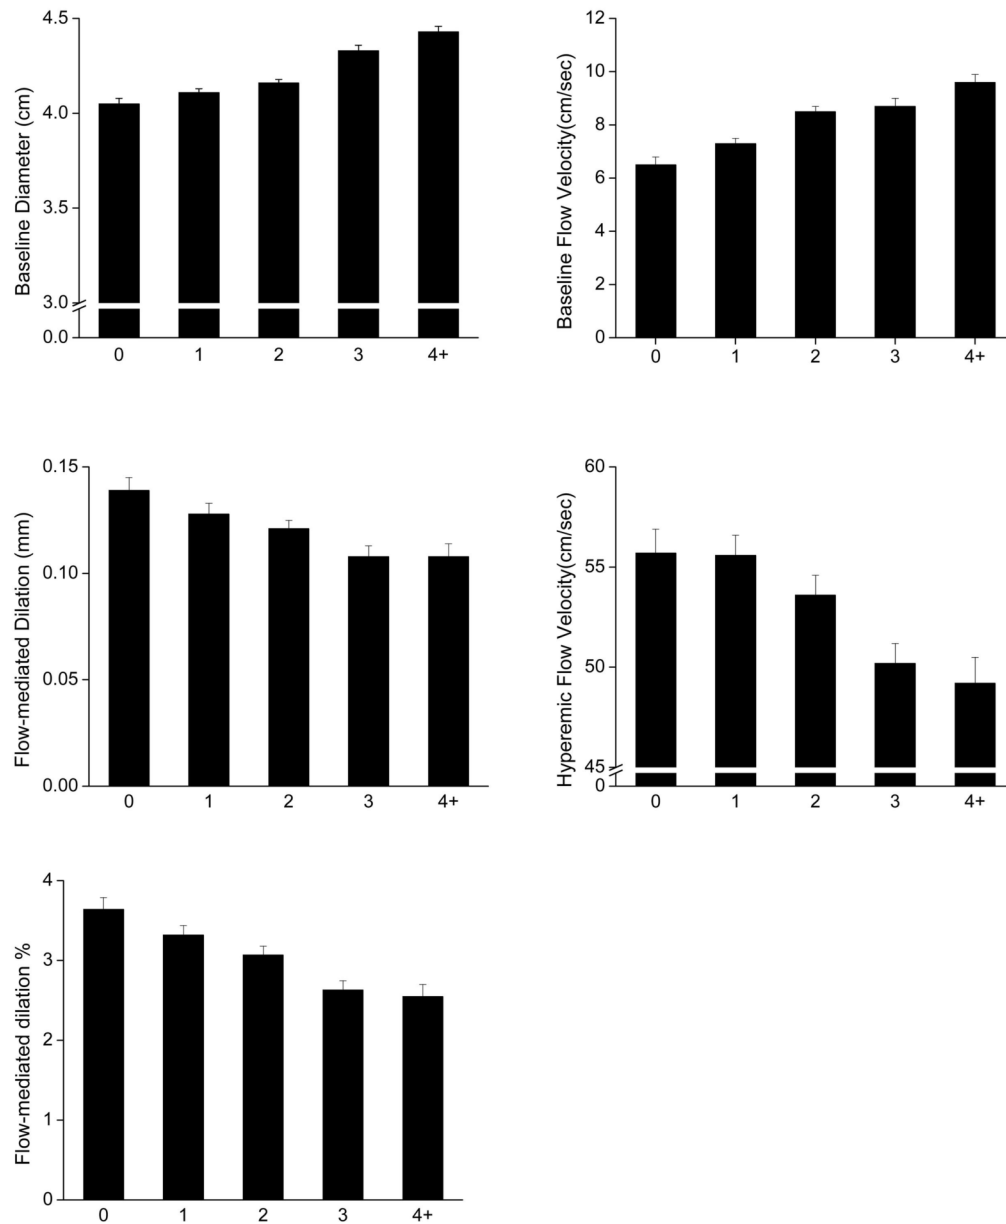 Baseline Diameter (cm)
4.5
4.0
3.5
3.0
0.0
0 1 2 3 4+
Baseline Flow Velocity(cm/sec)
12
10
8
6
4
2
0
0 1 2 3 4+
Flow-mediated Dilation (mm)
0.15
0.10
0.05
0.00
0 1 2 3 4+
Hyperemic Flow Velocity(cm/sec)
60
55
50
45
0
0 1 2 3 4+
Flow-mediated dilation %
4
3
2
1
0
0 1 2 3 4+